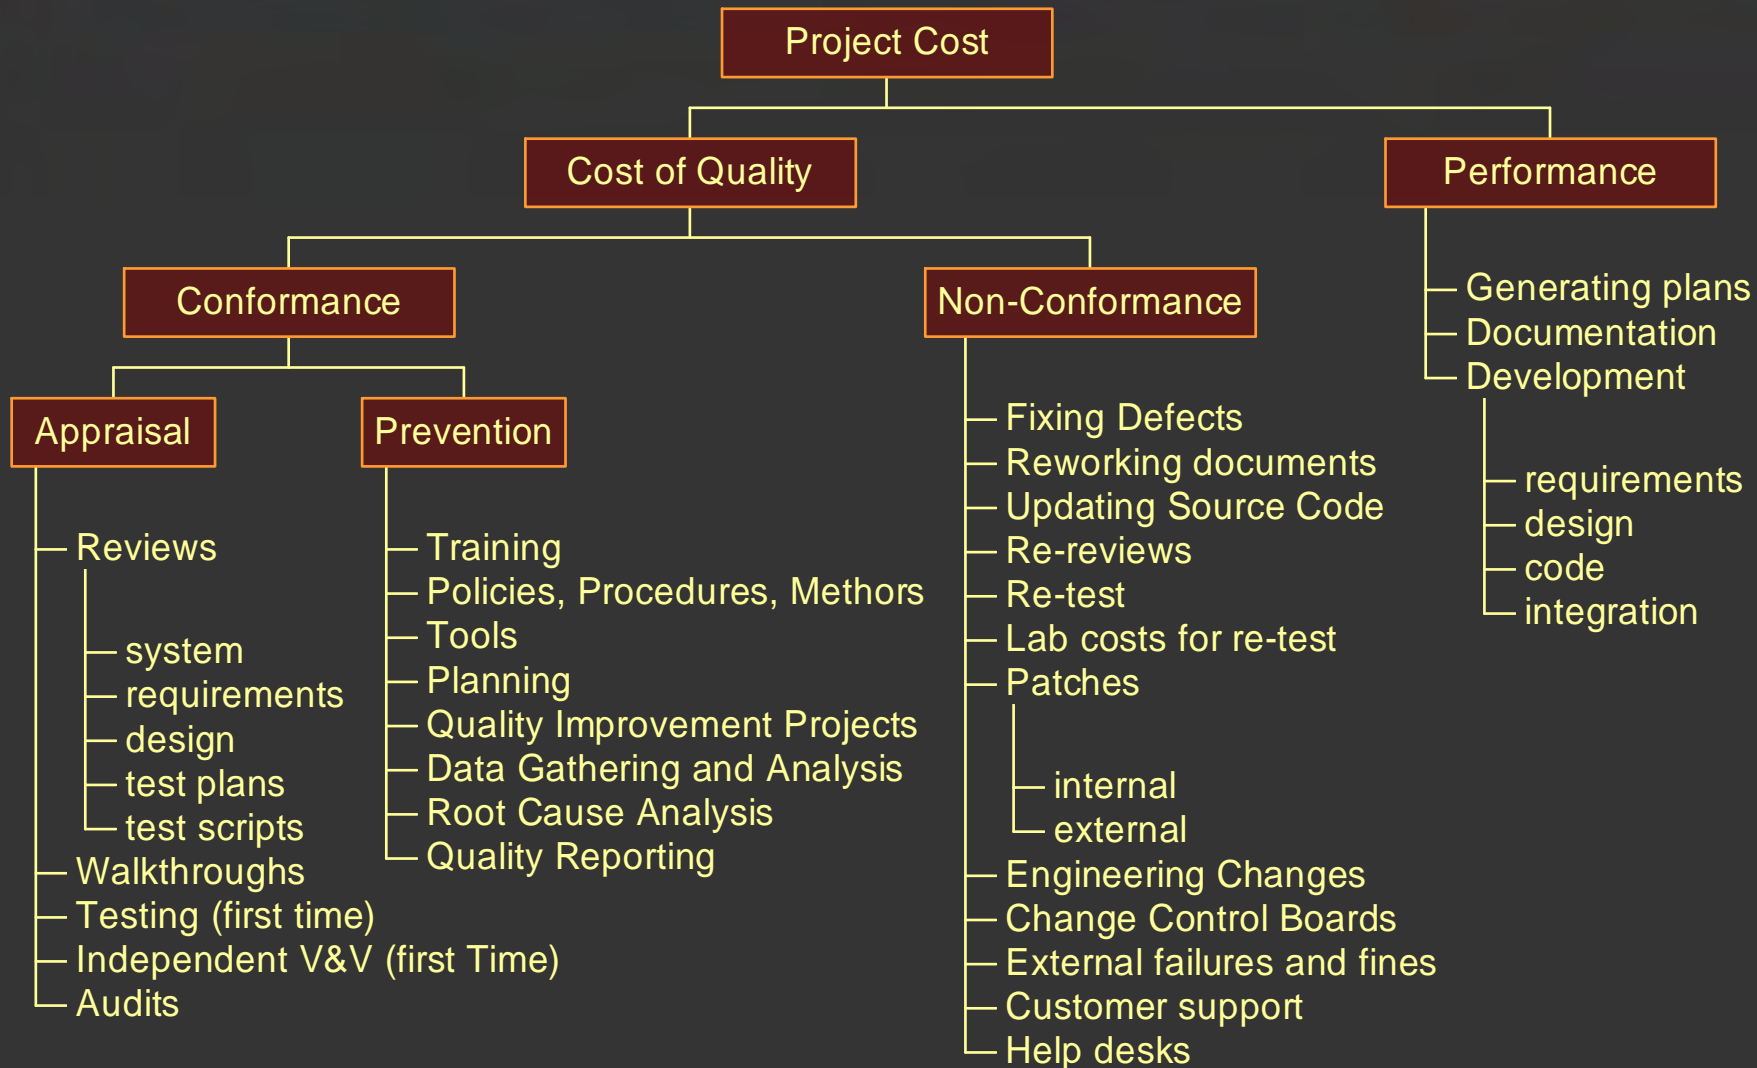 Project Cost
Cost of Quality
Performance
Conformance
Non-Conformance
Appraisal
Prevention
Reviews
system
requirements
design
test plans
test scripts
Walkthroughs
Testing (first time)
Independent V&V (first Time)
Audits
Training
Policies, Procedures, Methors
Tools
Planning
Quality Improvement Projects
Data Gathering and Analysis
Root Cause Analysis
Quality Reporting
Fixing Defects
Reworking documents
Updating Source Code
Re-reviews
Re-test
Lab costs for re-test
Patches
internal
external
Engineering Changes
Change Control Boards
External failures and fines
Customer support
Help desks
Generating plans
Documentation
Development
requirements
design
code
integration